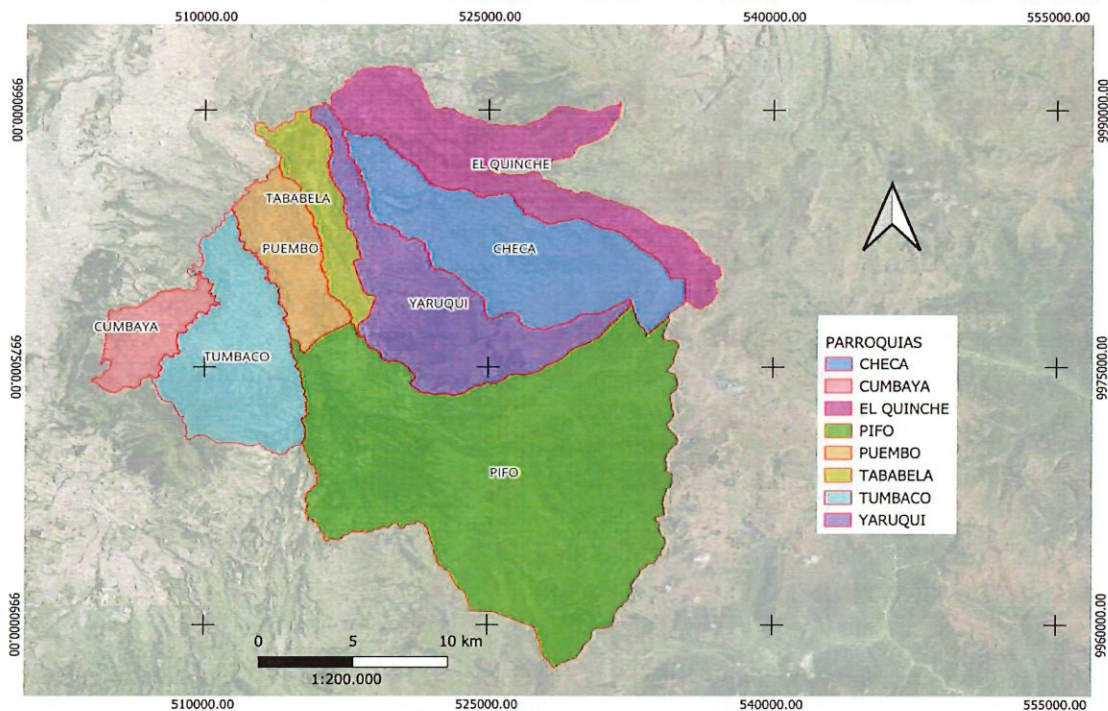 510000.00 525000.00 540000.00 555000.00
9990000.00 9990000.00
EL QUINCHE
TABABELA
PUEMBO
CHECA
YARUQUI
CUMBAYA
TUMBACO
9975000.00 9975000.00
PARROQUIAS
CHECA
CUMBAYA
EL QUINCHE
PIFO
PUEMBO
TABABELA
TUMBACO
YARUQUI
PIFO
9960000.00 9960000.00
0 5 10 km
1:200.000
510000.00 525000.00 540000.00 555000.00